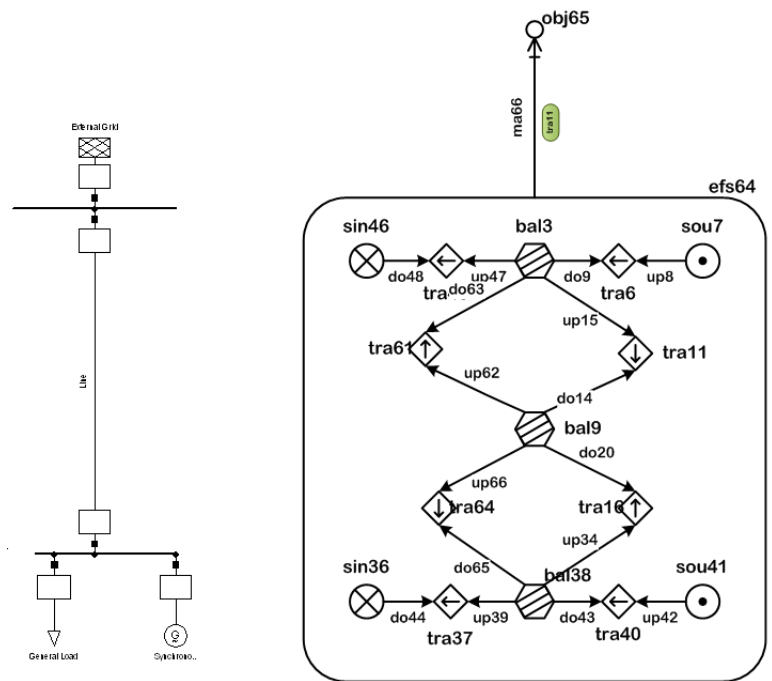 obj65
ma66
tra11
External Grid
efs64
sin46
bal3
sou7
do48
up47
do9
up8
do63
tra6
up15
tra61
tra11
Line
up62
do14
bal9
do20
up66
tra64
tra16
up34
do65
sin36
bal38
sou41
do44
up39
do43
up42
tra37
tra40
General Load
G
Synchrono..